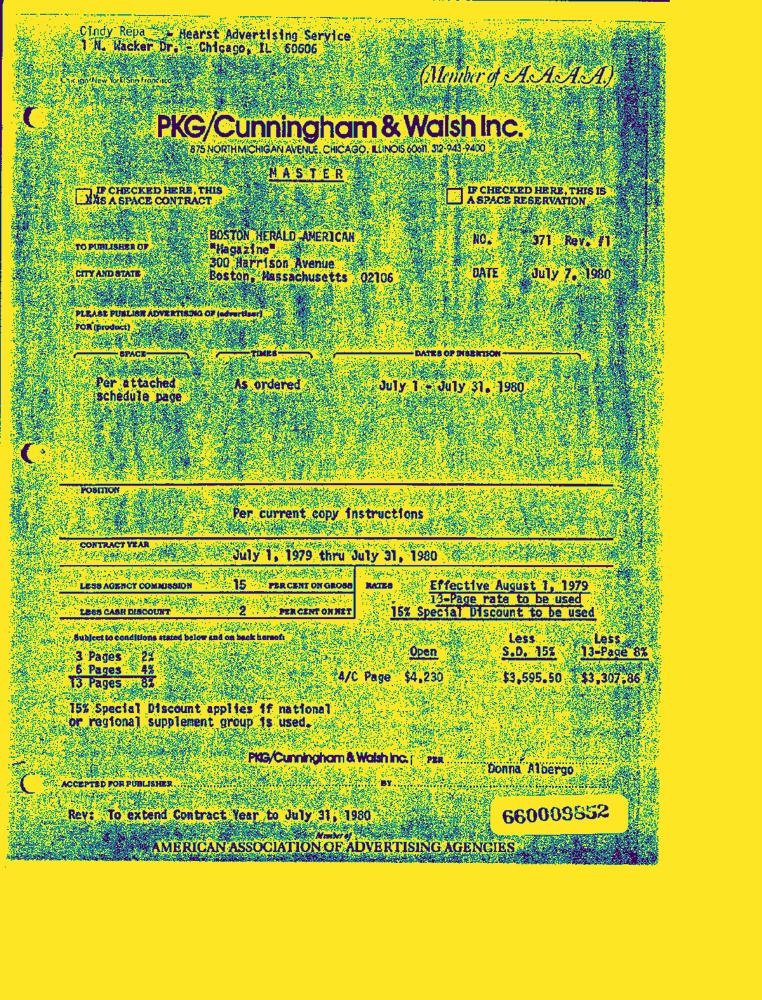 Cindy Repa - Hearst Advertising Service
1 N. Wacker Dr. - Chicago, IL 60606
Chicago/New York/San Francisco
(Member of A.A.A.A.)
PKG/Cunningham & Walsh Inc.
875 NORTH MICHIGAN AVENUE, CHICAGO, ILLINOIS 60611, 312-943-9400
MASTER
IF CHECKED HERE, THIS
XX IS A SPACE CONTRACT
IF CHECKED HERE, THIS IS
A SPACE RESERVATION
TO PUBLISHER OF
BOSTON HERALD AMERICAN
"Magazine"
300 Harrison Avenue
CITY AND STATE
Boston, Massachusetts 02106
NO. 371 Rev. #1
DATE July 7, 1980
PLEASE PUBLISH ADVERTISING OF (advertiser)
FOR (product)
SPACE TIMES DATES OF INSERTION
Per attached As ordered July 1 - July 31, 1980
schedule page
POSITION
Per current copy instructions
CONTRACT YEAR
July 1, 1979 thru July 31, 1980
LESS AGENCY COMMISSION 15 PER CENT ON GROSS
LESS CASH DISCOUNT 2 PER CENT ON NET
RATES Effective August 1, 1979
13-Page rate to be used
15% Special Discount to be used
Subject to conditions stated below and on back hereof:
3 Pages 2%
6 Pages 4%
13 Pages 8%
Less Less
Open S.D. 15% 13-Page 8%
4/C Page $4,230 $3,595.50 $3,307.86
15% Special Discount applies if national
or regional supplement group is used.
PKG/Cunningham & Walsh Inc. PER
Donna Albergo
ACCEPTED FOR PUBLISHER BY
Rev: To extend Contract Year to July 31, 1980
660009852
Member of
AMERICAN ASSOCIATION OF ADVERTISING AGENCIES